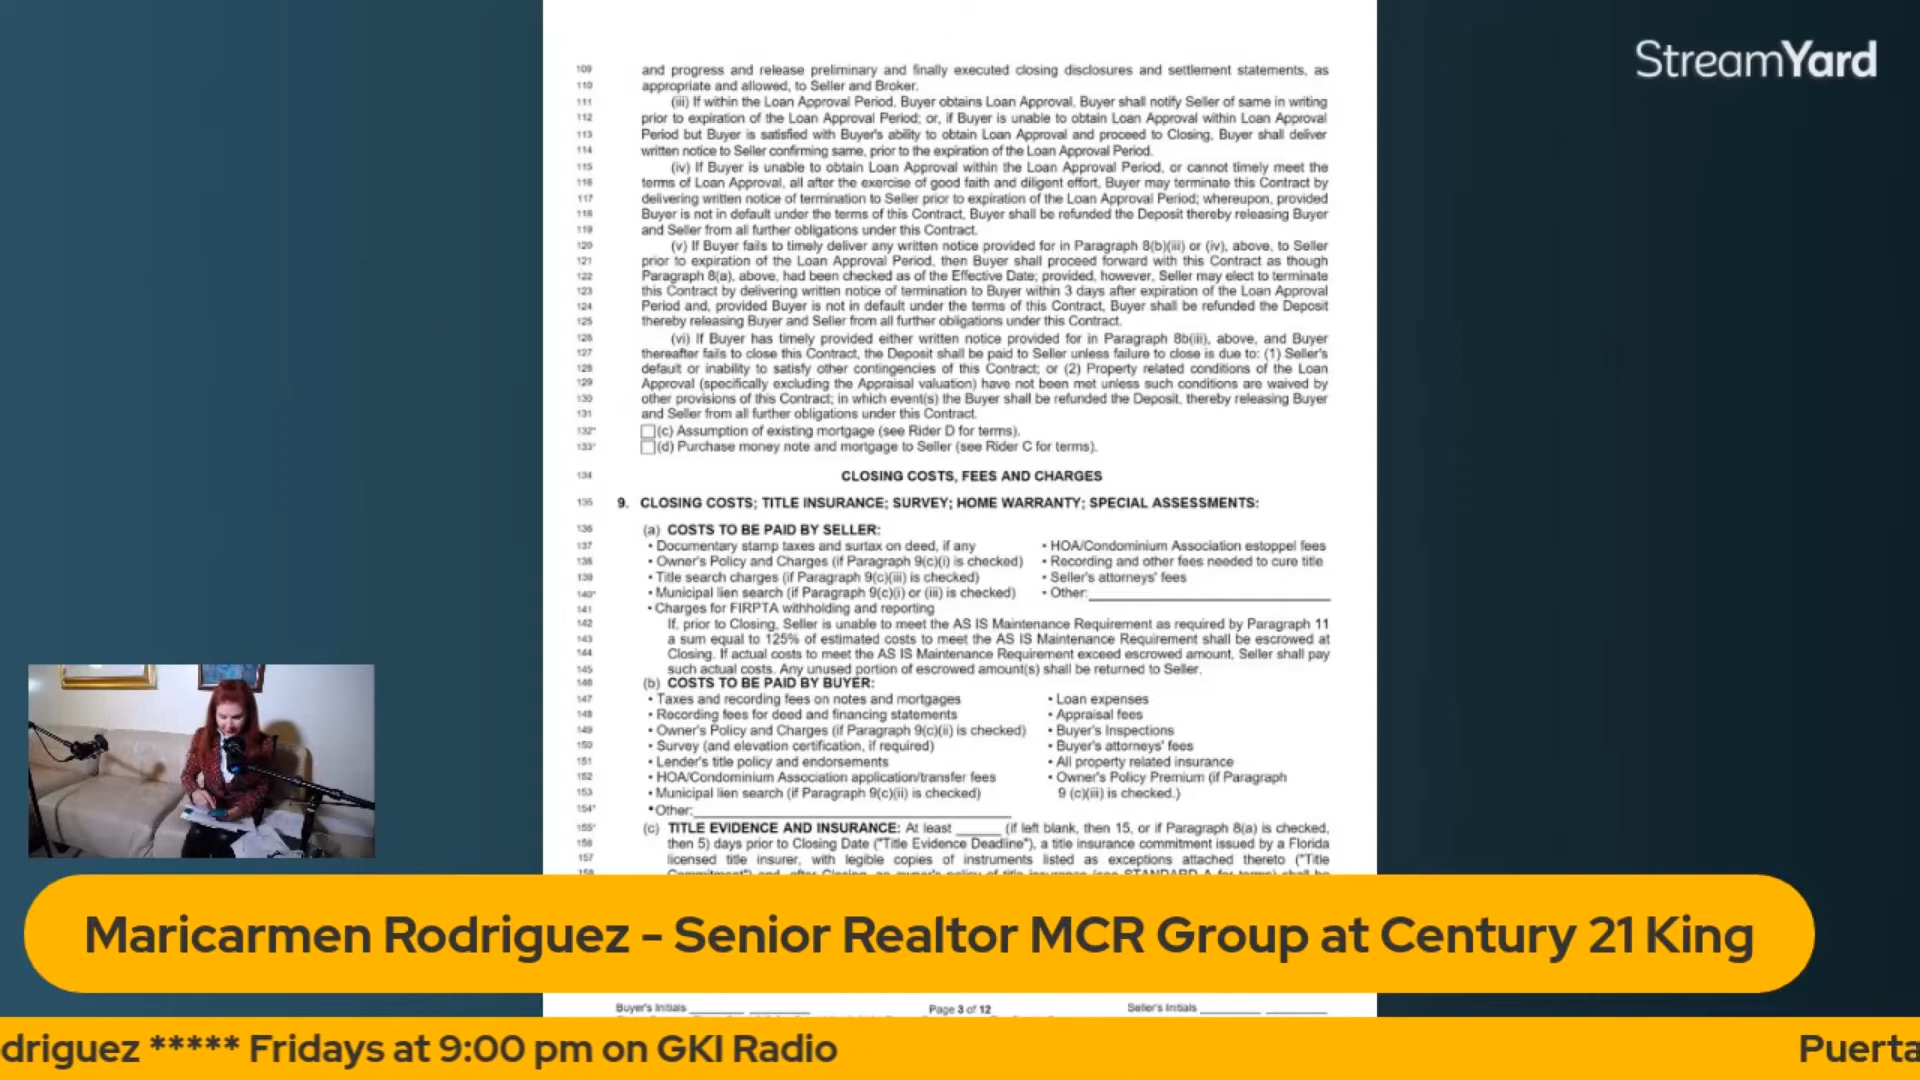 StreamYard
109 and progress and release preliminary and finally executed closing disclosures and settlement statements, as
110 appropriate and allowed, to Seller and Broker.
111 (iii) If within the Loan Approval Period, Buyer obtains Loan Approval, Buyer shall notify Seller of same in writing
112 prior to expiration of the Loan Approval Period; or, if Buyer is unable to obtain Loan Approval within Loan Approval
113 Period but Buyer is satisfied with Buyer's ability to obtain Loan Approval and proceed to Closing, Buyer shall deliver
114 written notice to Seller confirming same, prior to the expiration of the Loan Approval Period.
115 (iv) If Buyer is unable to obtain Loan Approval within the Loan Approval Period, or cannot timely meet the
116 terms of Loan Approval, all after the exercise of good faith and diligent effort, Buyer may terminate this Contract by
117 delivering written notice of termination to Seller prior to expiration of the Loan Approval Period; whereupon, provided
118 Buyer is not in default under the terms of this Contract, Buyer shall be refunded the Deposit thereby releasing Buyer
119 and Seller from all further obligations under this Contract.
120 (v) If Buyer fails to timely deliver any written notice provided for in Paragraph 8(b)(iii) or (iv), above, to Seller
121 prior to expiration of the Loan Approval Period, then Buyer shall proceed forward with this Contract as though
122 Paragraph 8(a), above, had been checked as of the Effective Date; provided, however, Seller may elect to terminate
123 this Contract by delivering written notice of termination to Buyer within 3 days after expiration of the Loan Approval
124 Period and, provided Buyer is not in default under the terms of this Contract, Buyer shall be refunded the Deposit
125 thereby releasing Buyer and Seller from all further obligations under this Contract.
126 (vi) If Buyer has timely provided either written notice provided for in Paragraph 8b(iii), above, and Buyer
127 thereafter fails to close this Contract, the Deposit shall be paid to Seller unless failure to close is due to: (1) Seller's
128 default or inability to satisfy other contingencies of this Contract; or (2) Property related conditions of the Loan
129 Approval (specifically excluding the Appraisal valuation) have not been met unless such conditions are waived by
130 other provisions of this Contract; in which event(s) the Buyer shall be refunded the Deposit, thereby releasing Buyer
131 and Seller from all further obligations under this Contract.
132* (c) Assumption of existing mortgage (see Rider D for terms).
133* (d) Purchase money note and mortgage to Seller (see Rider C for terms).
134 CLOSING COSTS, FEES AND CHARGES
135 9. CLOSING COSTS; TITLE INSURANCE; SURVEY; HOME WARRANTY; SPECIAL ASSESSMENTS:
136 (a) COSTS TO BE PAID BY SELLER:
137 • Documentary stamp taxes and surtax on deed, if any • HOA/Condominium Association estoppel fees
138 • Owner's Policy and Charges (if Paragraph 9(c)(i) is checked) • Recording and other fees needed to cure title
139 • Title search charges (if Paragraph 9(c)(iii) is checked) • Seller's attorneys' fees
140* • Municipal lien search (if Paragraph 9(c)(i) or (iii) is checked) • Other:
141 • Charges for FIRPTA withholding and reporting
142 If, prior to Closing, Seller is unable to meet the AS IS Maintenance Requirement as required by Paragraph 11
143 a sum equal to 125% of estimated costs to meet the AS IS Maintenance Requirement shall be escrowed at
144 Closing. If actual costs to meet the AS IS Maintenance Requirement exceed escrowed amount, Seller shall pay
145 such actual costs. Any unused portion of escrowed amount(s) shall be returned to Seller.
146 (b) COSTS TO BE PAID BY BUYER:
147 • Taxes and recording fees on notes and mortgages • Loan expenses
148 • Recording fees for deed and financing statements • Appraisal fees
149 • Owner's Policy and Charges (if Paragraph 9(c)(ii) is checked) • Buyer's Inspections
150 • Survey (and elevation certification, if required) • Buyer's attorneys' fees
151 • Lender's title policy and endorsements • All property related insurance
152 • HOA/Condominium Association application/transfer fees • Owner's Policy Premium (if Paragraph
153 • Municipal lien search (if Paragraph 9(c)(ii) is checked) 9 (c)(iii) is checked.)
154* • Other:
155* (c) TITLE EVIDENCE AND INSURANCE: At least ______ (if left blank, then 15, or if Paragraph 8(a) is checked,
156 then 5) days prior to Closing Date ("Title Evidence Deadline"), a title insurance commitment issued by a Florida
157 licensed title insurer, with legible copies of instruments listed as exceptions attached thereto ("Title
Maricarmen Rodriguez - Senior Realtor MCR Group at Century 21 King
Buyer's Initials ________ ________ Page 3 of 12 Seller's Initials ________ ________
driguez ***** Fridays at 9:00 pm on GKI Radio Puerta